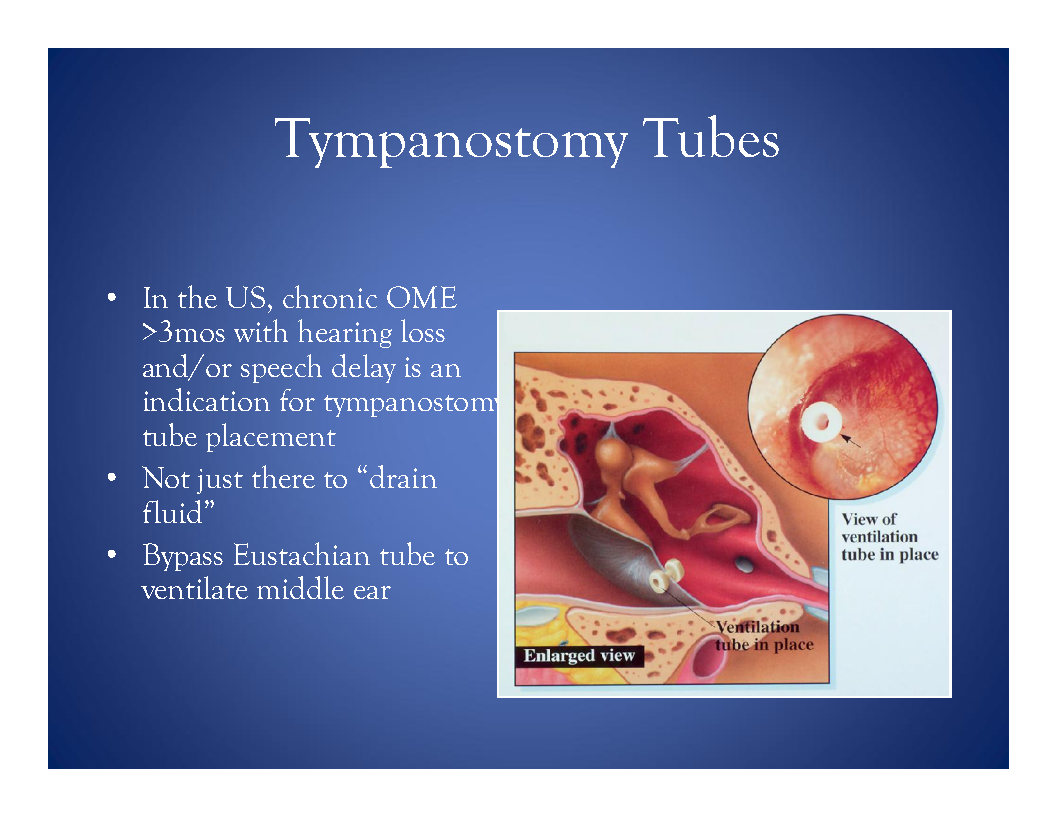 Tympanostomy Tubes
• In the US, chronic OME
>3mos with hearing loss
and/or speech delay is an
indication for tympanostomy
tube placement
• Not just there to “drain
fluid”
• Bypass Eustachian tube to
ventilate middle ear
View of
ventilation
tube in place
Ventilation
tube in place
Enlarged view